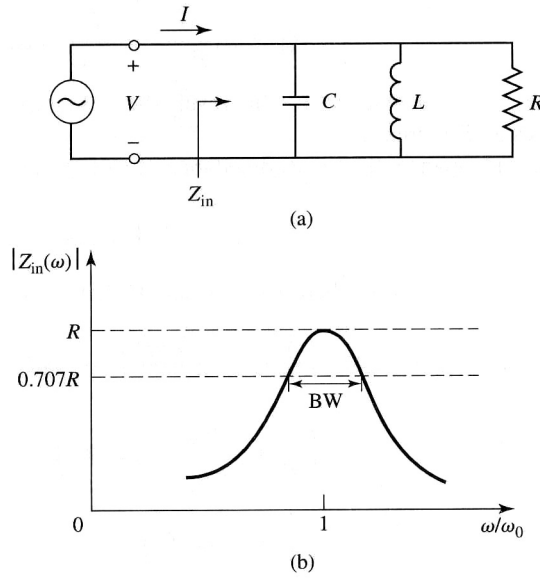 I
+
V
−
C
L
R
Z_in
(a)
|Z_in(ω)|
R
0.707R
BW
0
1
ω/ω_0
(b)